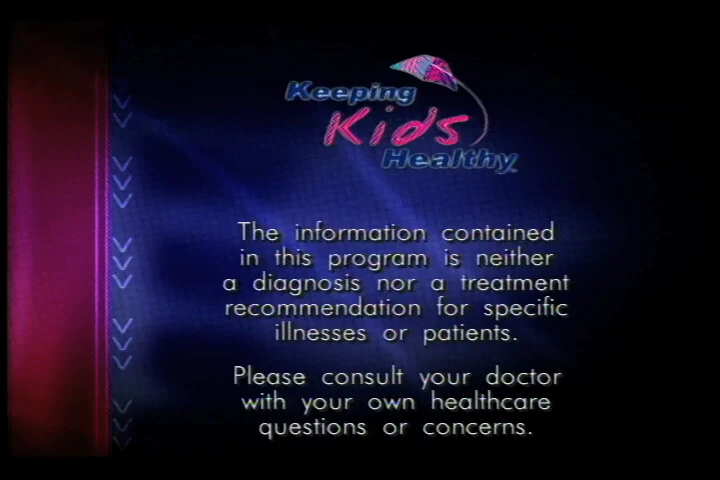 Keeping
Kids
Healthy
The information contained
in this program is neither
a diagnosis nor a treatment
recommendation for specific
illnesses or patients.
Please consult your doctor
with your own healthcare
questions or concerns.